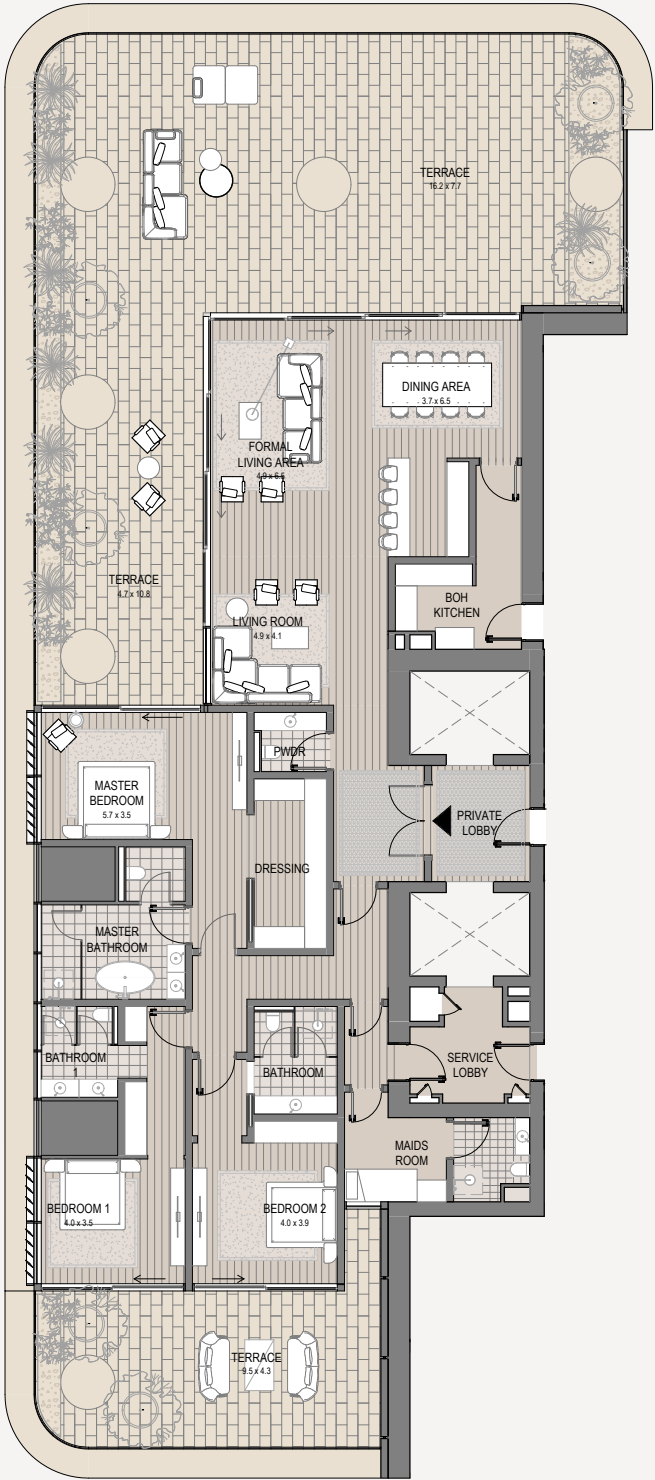 TERRACE
16.2 x 7.7
DINING AREA
3.7 x 6.5
FORMAL
LIVING AREA
4.9 x 6.5
TERRACE
4.7 x 10.8
BOH
KITCHEN
LIVING ROOM
4.9 x 4.1
PWDR
MASTER
BEDROOM
5.7 x 3.5
PRIVATE
LOBBY
DRESSING
MASTER
BATHROOM
BATHROOM
1
BATHROOM
SERVICE
LOBBY
MAIDS
ROOM
BEDROOM 1
4.0 x 3.5
BEDROOM 2
4.0 x 3.9
TERRACE
9.5 x 4.3